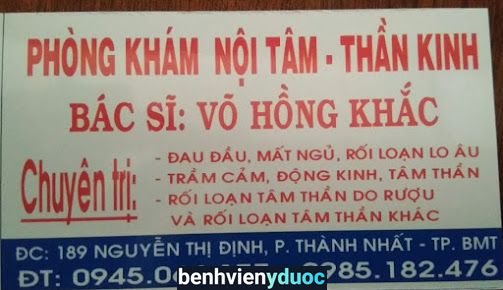 PHÒNG KHÁM NỘI TÂM - THẦN KINH
BÁC SĨ: VÕ HỒNG KHẮC
Chuyên trị:
- ĐAU ĐẦU, MẤT NGỦ, RỐI LOẠN LO ÂU
- TRẦM CẢM, ĐỘNG KINH, TÂM THẦN
- RỐI LOẠN TÂM THẦN DO RƯỢU
VÀ RỐI LOẠN TÂM THẦN KHÁC
ĐC: 189 NGUYỄN THỊ ĐỊNH, P. THÀNH NHẤT - TP. BMT
ĐT: 0945.0 285.182.476
benhvienyduoc